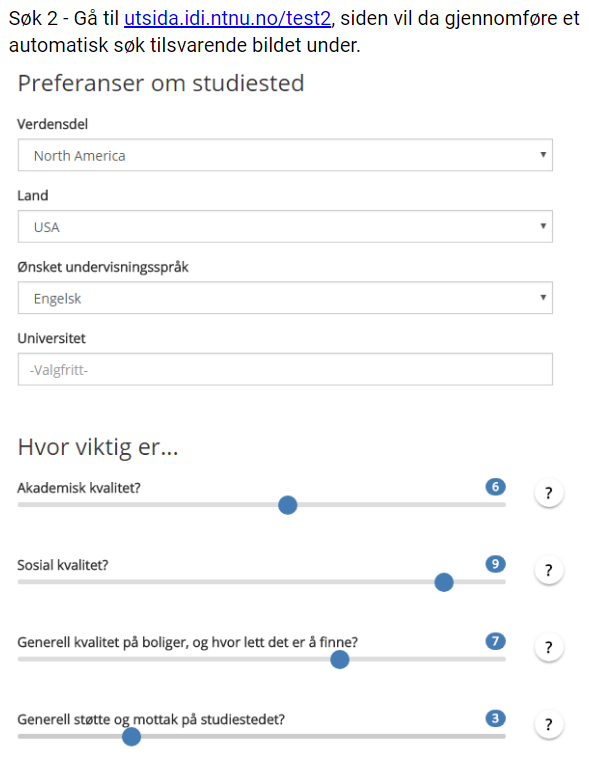 Søk 2 - Gå til utsida.idi.ntnu.no/test2, siden vil da gjennomføre et
automatisk søk tilsvarende bildet under.
Preferanser om studiested
Verdensdel
North America
Land
USA
Ønsket undervisningsspråk
Engelsk
Universitet
-Valgfritt-
Hvor viktig er...
Akademisk kvalitet? 6 ?
Sosial kvalitet? 9 ?
Generell kvalitet på boliger, og hvor lett det er å finne? 7 ?
Generell støtte og mottak på studiestedet? 3 ?